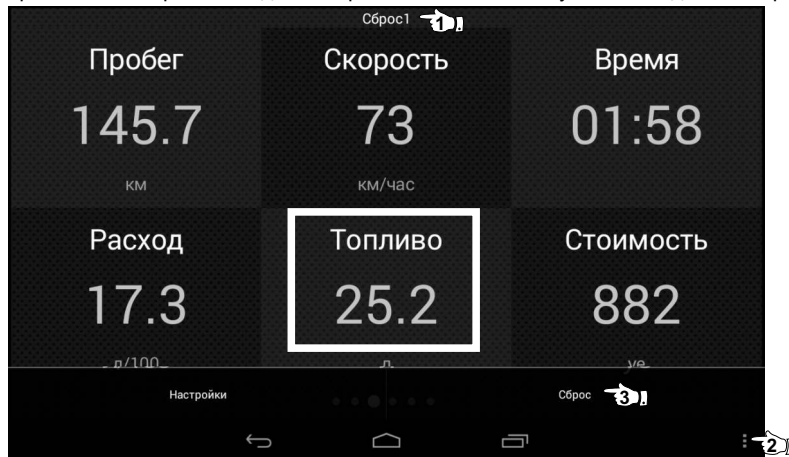 Сброс1 1
Пробег Скорость Время
145.7 73 01:58
км км/час
Расход Топливо Стоимость
17.3 25.2 882
л/100 л уе
Настройки Сброс 3
2